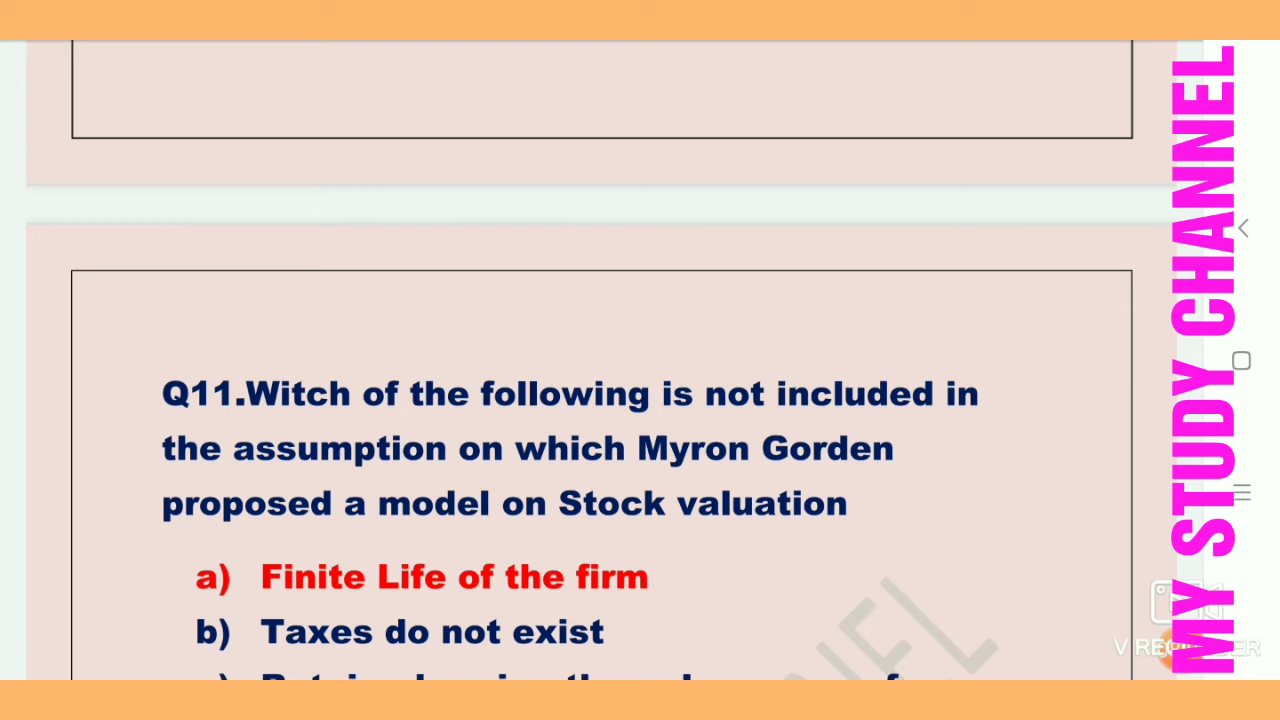 Q11.Witch of the following is not included in
the assumption on which Myron Gorden
proposed a model on Stock valuation
a) Finite Life of the firm
b) Taxes do not exist
MY STUDY CHANNEL